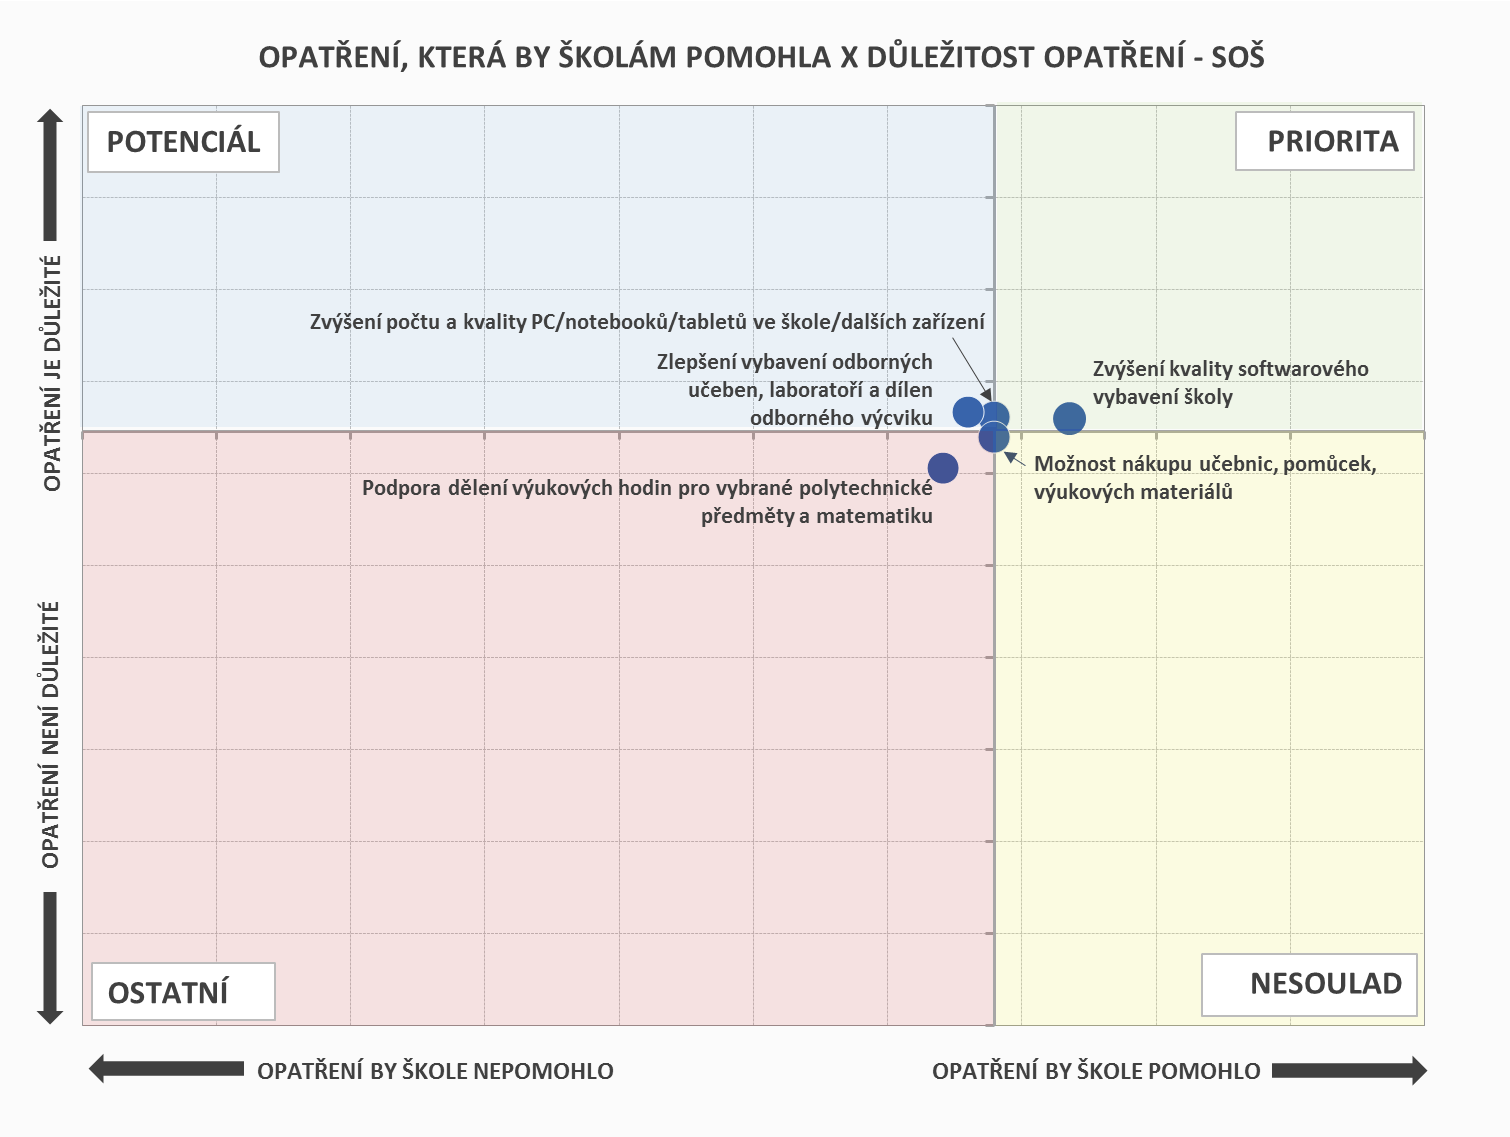 OPATŘENÍ, KTERÁ BY ŠKOLÁM POMOHLA X DŮLEŽITOST OPATŘENÍ - SOŠ
POTENCIÁL
PRIORITA
OPATŘENÍ JE DŮLEŽITÉ
Zvýšení počtu a kvality PC/notebooků/tabletů ve škole/dalších zařízení
Zlepšení vybavení odborných
učeben, laboratoří a dílen
odborného výcviku
Zvýšení kvality softwarového
vybavení školy
Možnost nákupu učebnic, pomůcek,
výukových materiálů
Podpora dělení výukových hodin pro vybrané polytechnické
předměty a matematiku
OPATŘENÍ NENÍ DŮLEŽITÉ
OSTATNÍ
NESOULAD
OPATŘENÍ BY ŠKOLE NEPOMOHLO
OPATŘENÍ BY ŠKOLE POMOHLO